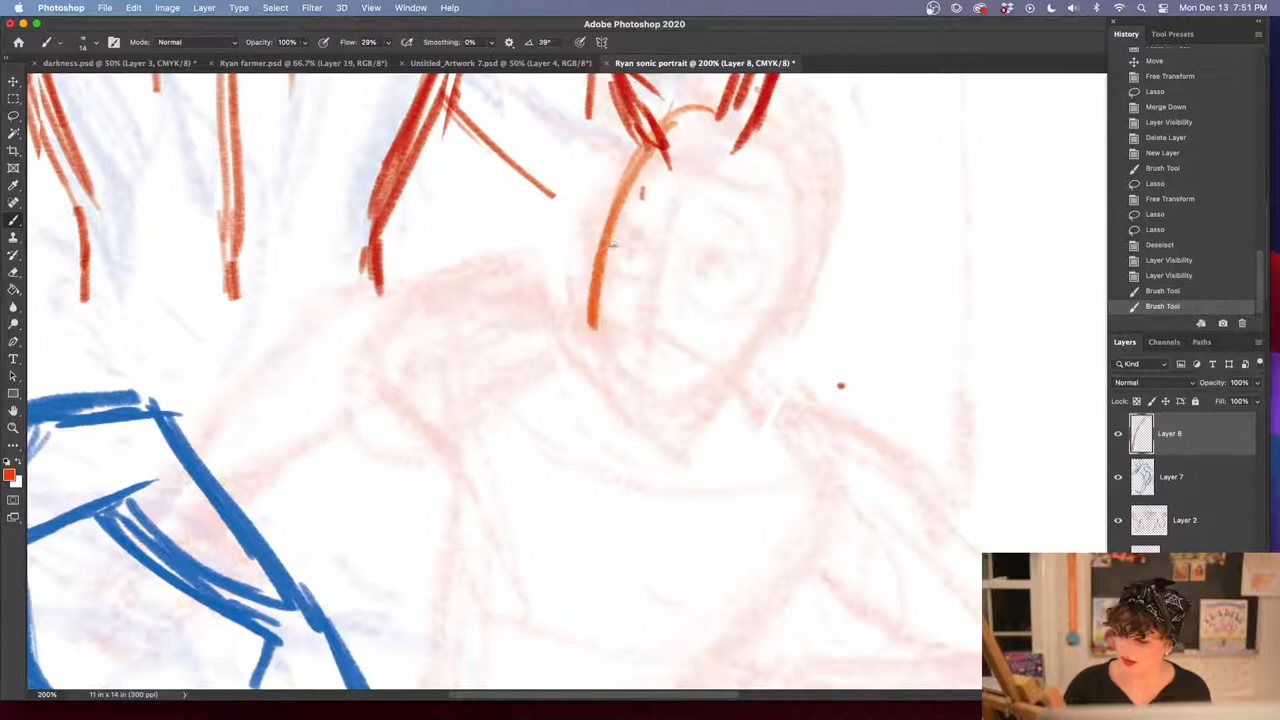 Photoshop File Edit Image Layer Type Select Filter 3D View Window Help Mon Dec 13 7:51 PM
Adobe Photoshop 2020
14 Mode: Normal Opacity: 100% Flow: 29% Smoothing: 0% 39°
darkness.psd @ 50% (Layer 3, CMYK/8) * Ryan farmer.psd @ 66.7% (Layer 19, RGB/8*) Untitled_Artwork 7.psd @ 50% (Layer 4, RGB/8*) Ryan sonic portrait @ 200% (Layer 8, CMYK/8) *
History Tool Presets
Move
Free Transform
Lasso
Merge Down
Layer Visibility
Delete Layer
New Layer
Brush Tool
Lasso
Free Transform
Lasso
Lasso
Deselect
Layer Visibility
Layer Visibility
Brush Tool
Brush Tool
Layers Channels Paths
Kind
Normal Opacity: 100%
Lock: Fill: 100%
Layer 8
Layer 7
Layer 2
200% 11 in x 14 in (300 ppi)